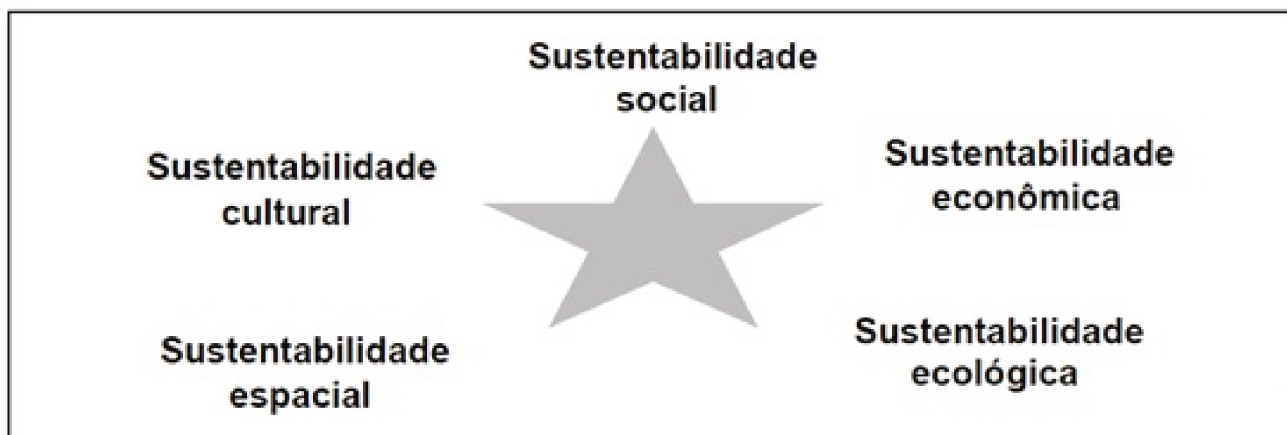 Sustentabilidade
social
Sustentabilidade
cultural
Sustentabilidade
econômica
Sustentabilidade
espacial
Sustentabilidade
ecológica